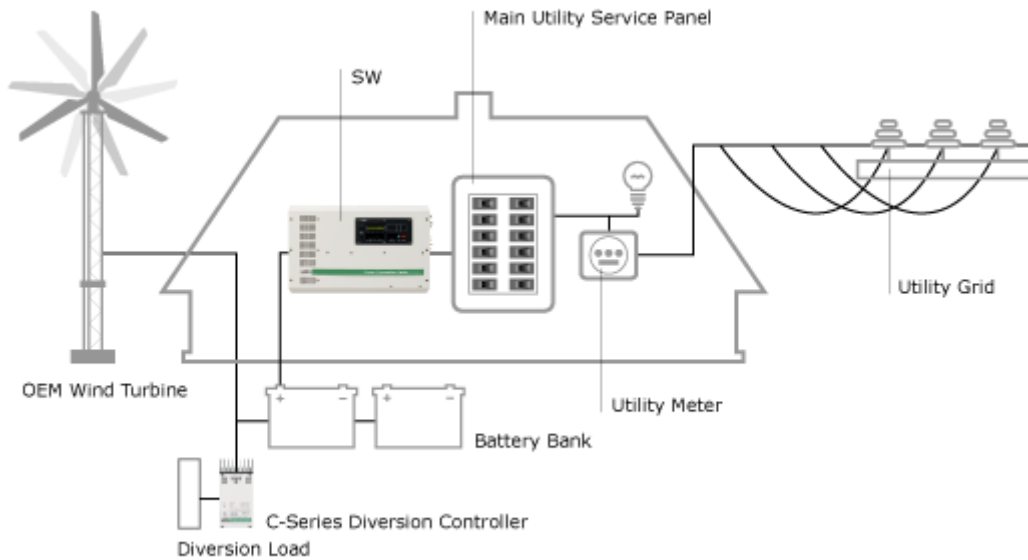 Main Utility Service Panel
SW
Utility Grid
OEM Wind Turbine
Utility Meter
Battery Bank
C-Series Diversion Controller
Diversion Load